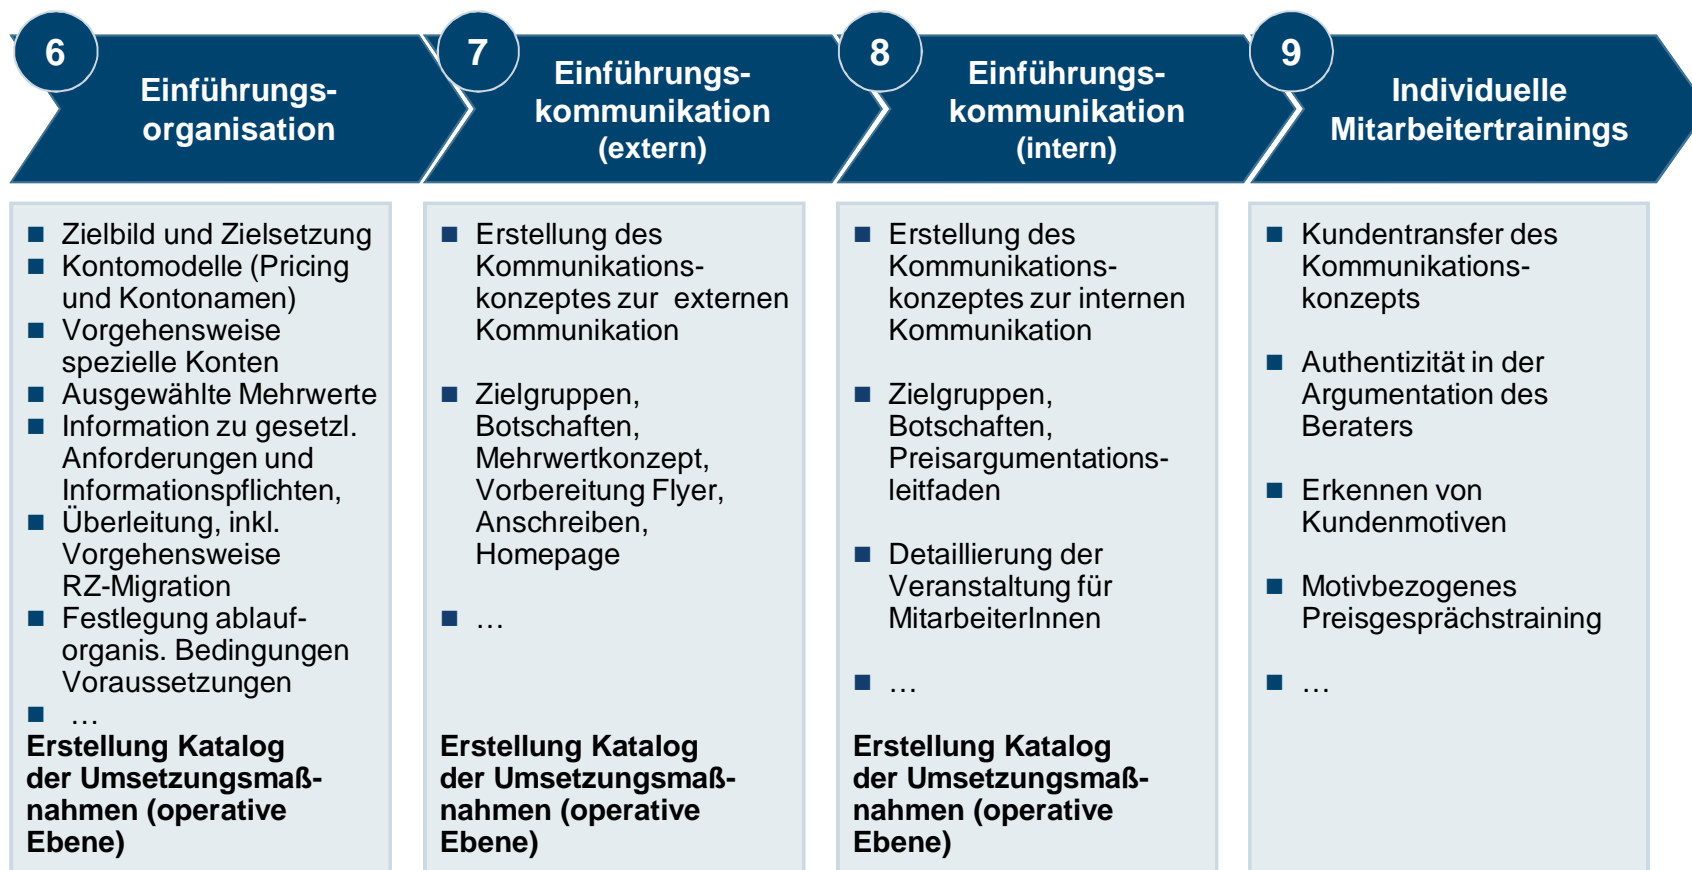 6
Einführungs-
organisation
7
Einführungs-
kommunikation
(extern)
8
Einführungs-
kommunikation
(intern)
9
Individuelle
Mitarbeitertrainings
Zielbild und Zielsetzung
Kontomodelle (Pricing
und Kontonamen)
Vorgehensweise
spezielle Konten
Ausgewählte Mehrwerte
Information zu gesetzl.
Anforderungen und
Informationspflichten,
Überleitung, inkl.
Vorgehensweise
RZ-Migration
Festlegung ablauf-
organis. Bedingungen
Voraussetzungen
…
Erstellung Katalog
der Umsetzungsmaß-
nahmen (operative
Ebene)
Erstellung des
Kommunikations-
konzeptes zur  externen
Kommunikation
Zielgruppen,
Botschaften,
Mehrwertkonzept,
Vorbereitung Flyer,
Anschreiben,
Homepage
…
Erstellung Katalog
der Umsetzungsmaß-
nahmen (operative
Ebene)
Erstellung des
Kommunikations-
konzeptes zur internen
Kommunikation
Zielgruppen,
Botschaften,
Preisargumentations-
leitfaden
Detaillierung der
Veranstaltung für
MitarbeiterInnen
…
Erstellung Katalog
der Umsetzungsmaß-
nahmen (operative
Ebene)
Kundentransfer des
Kommunikations-
konzepts
Authentizität in der
Argumentation des
Beraters
Erkennen von
Kundenmotiven
Motivbezogenes
Preisgesprächstraining
…